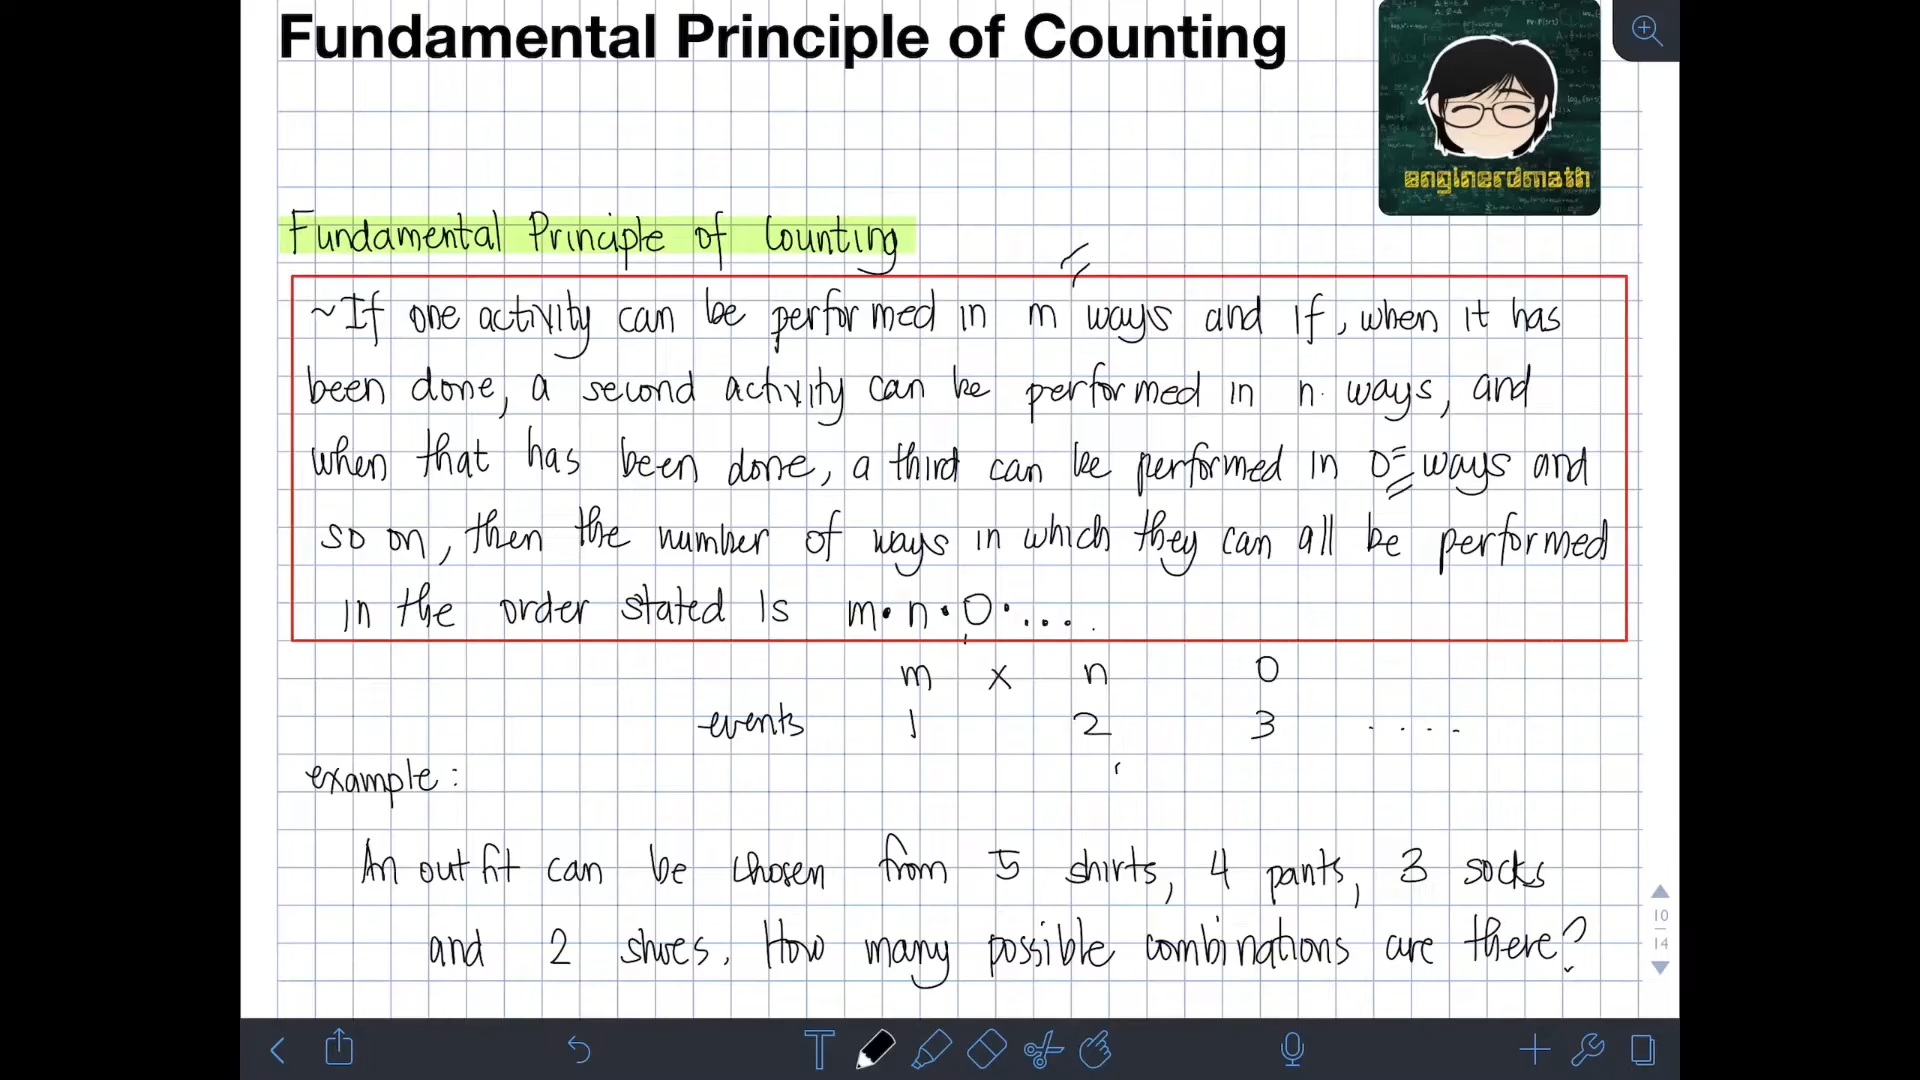 Fundamental Principle of Counting
enginerdmath
Fundamental Principle of Counting
~If one activity can be performed in m ways and if, when it has
been done, a second activity can be performed in n ways, and
when that has been done, a third can be performed in O ways and
so on, then the number of ways in which they can all be performed
in the order stated is m•n•O•....
m x n O
events 1 2 3 ....
example:
An outfit can be chosen from 5 shirts, 4 pants, 3 socks
and 2 shoes. How many possible combinations are there?
10
14
T